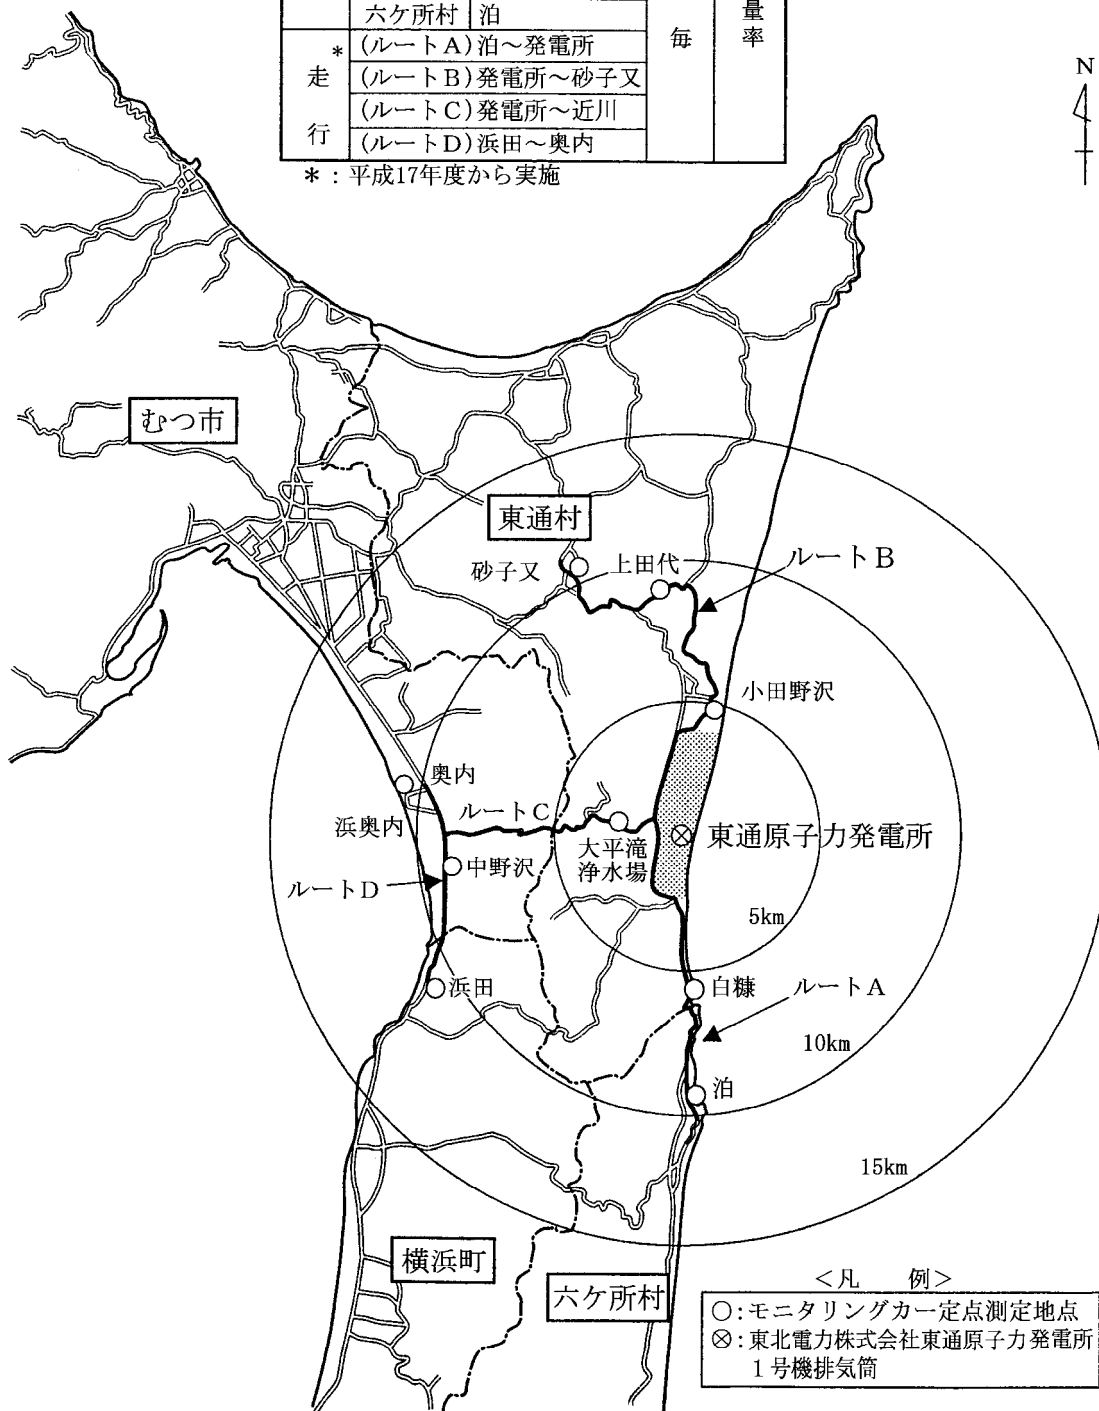 六ケ所村 泊
走行
*
(ルートA)泊～発電所
(ルートB)発電所～砂子又
(ルートC)発電所～近川
(ルートD)浜田～奥内
毎
量率
*：平成17年度から実施
N
むつ市
東通村
砂子又
上田代
ルートB
小田野沢
奥内
浜奥内
ルートC
大平滝
浄水場
東通原子力発電所
中野沢
ルートD
5km
浜田
白糠
ルートA
10km
泊
15km
横浜町
六ケ所村
＜凡 例＞
○：モニタリングカー定点測定地点
⊗：東北電力株式会社東通原子力発電所
1号機排気筒